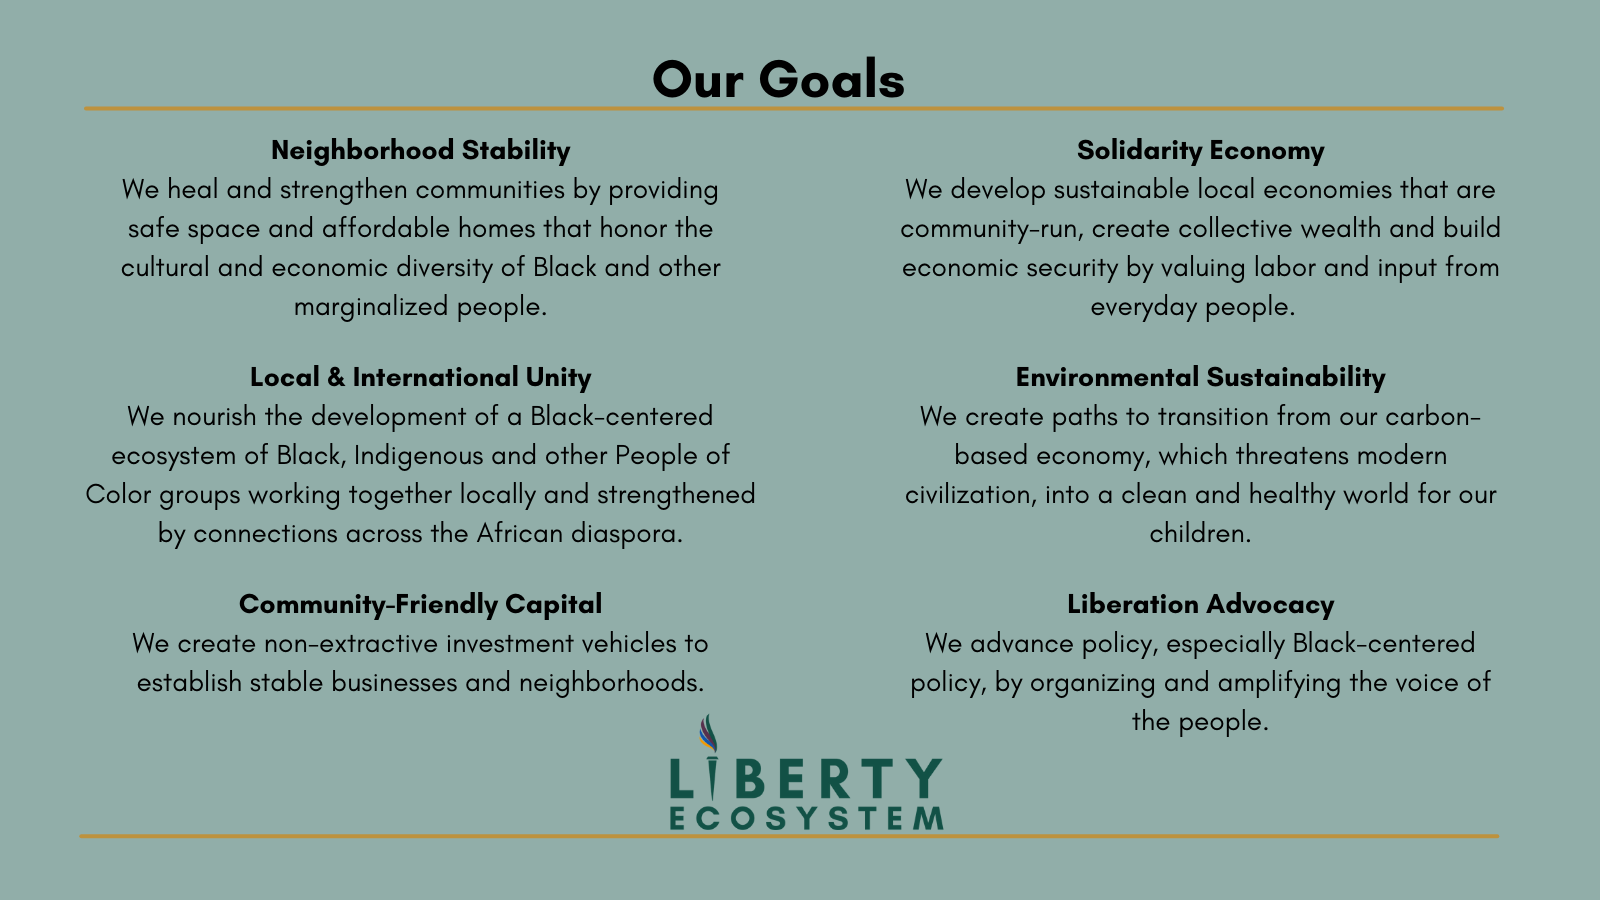 Our Goals
Neighborhood Stability
We heal and strengthen communities by providing
safe space and affordable homes that honor the
cultural and economic diversity of Black and other
marginalized people.
Local & International Unity
We nourish the development of a Black-centered
ecosystem of Black, Indigenous and other People of
Color groups working together locally and strengthened
by connections across the African diaspora.
Community-Friendly Capital
We create non-extractive investment vehicles to
establish stable businesses and neighborhoods.
Solidarity Economy
We develop sustainable local economies that are
community-run, create collective wealth and build
economic security by valuing labor and input from
everyday people.
Environmental Sustainability
We create paths to transition from our carbon-
based economy, which threatens modern
civilization, into a clean and healthy world for our
children.
Liberation Advocacy
We advance policy, especially Black-centered
policy, by organizing and amplifying the voice of
the people.
LIBERTY
ECOSYSTEM